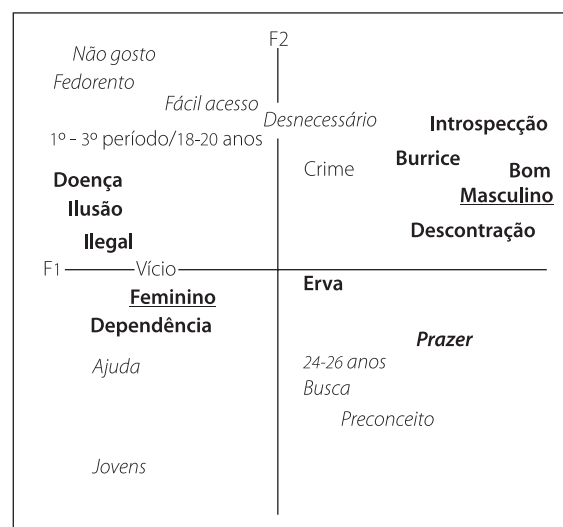 F2
Não gosto
Fedorento
Fácil acesso
Desnecessário
Introspecção
1º - 3º período/18-20 anos
Crime
Burrice
Bom
Doença
Masculino
Ilusão
Descontração
Ilegal
F1
Vício
Erva
Feminino
Dependência
Prazer
Ajuda
24-26 anos
Busca
Preconceito
Jovens